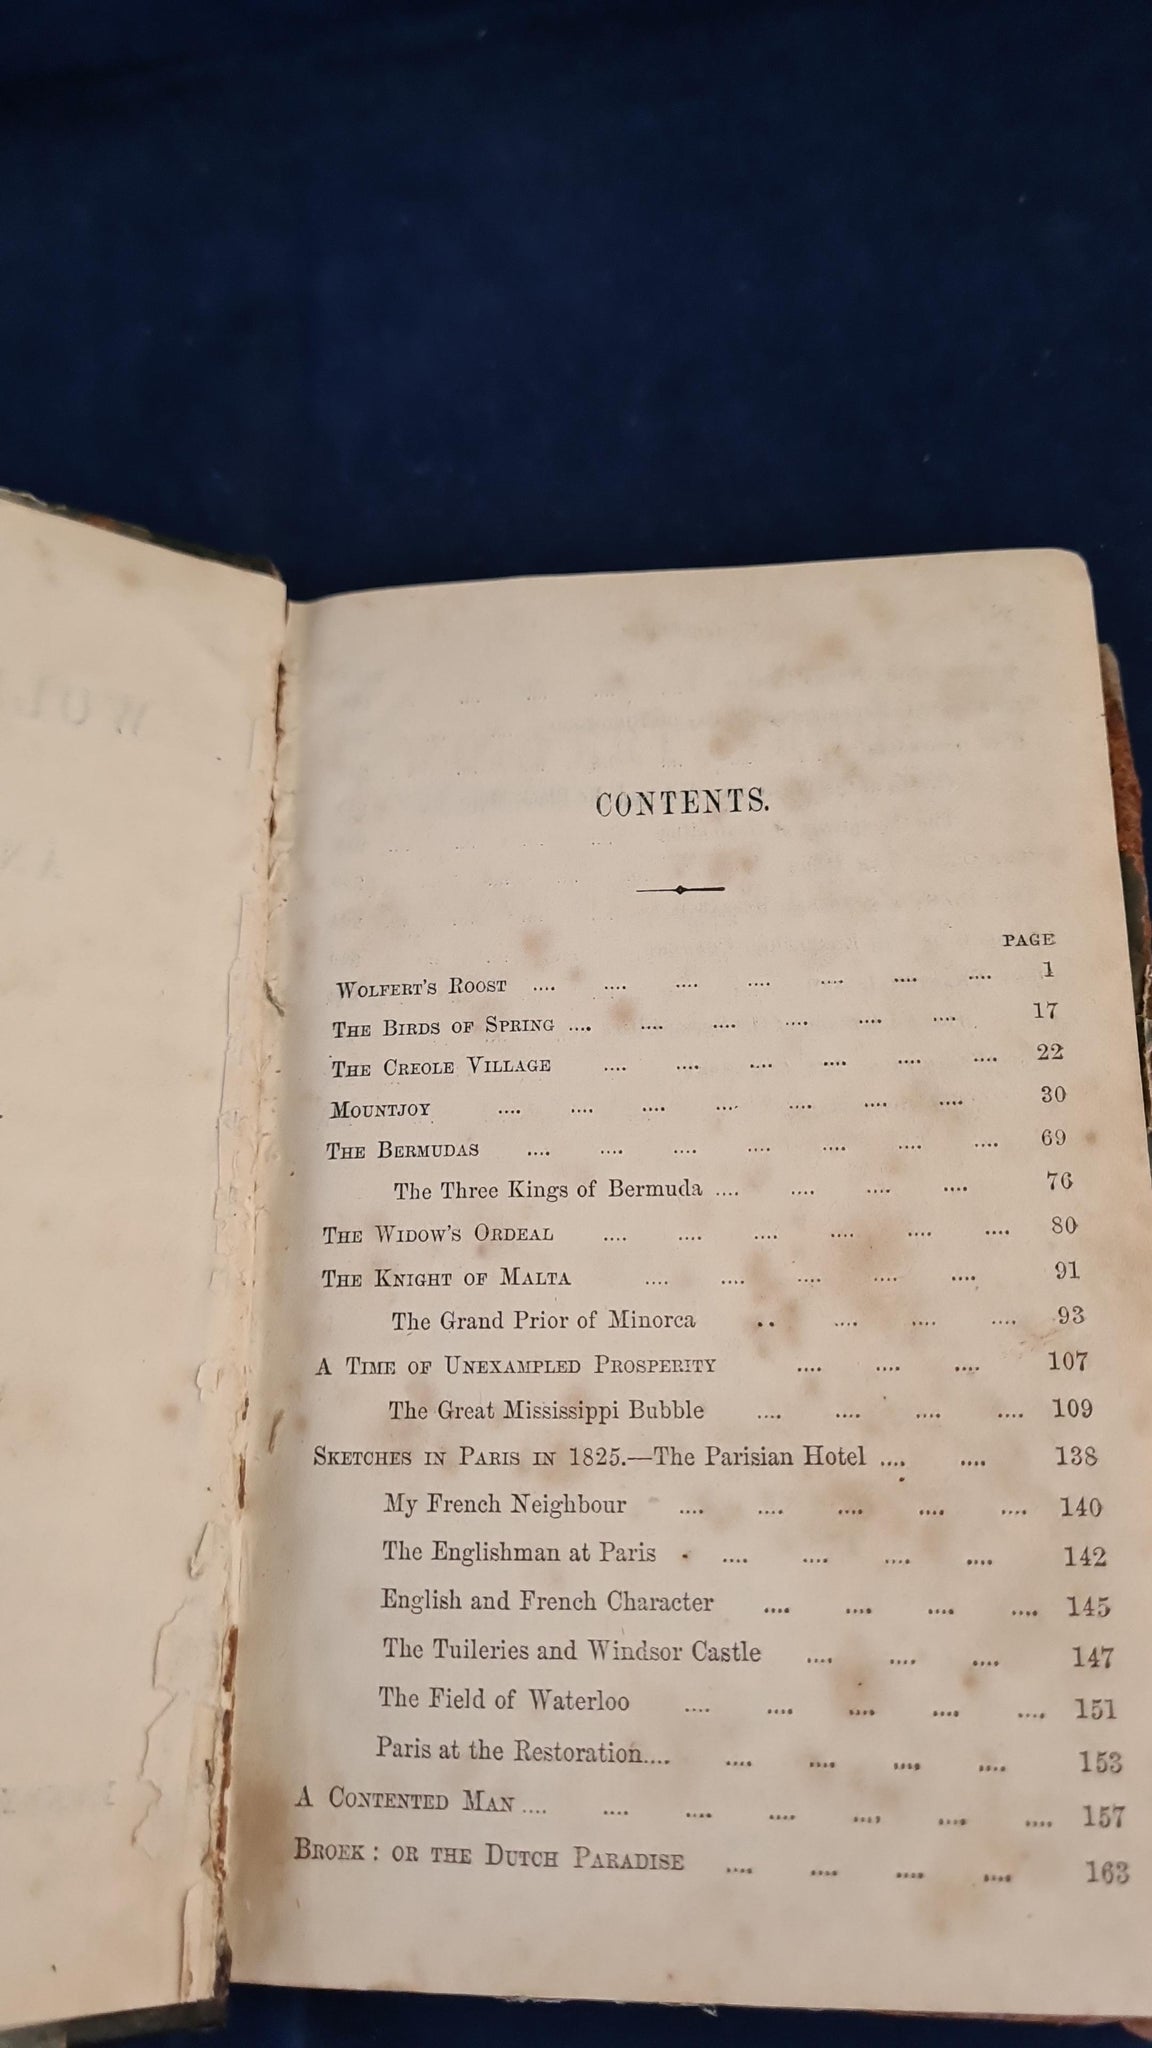 CONTENTS.
PAGE
WOLFERT'S ROOST .... .... .... .... .... .... .... 1
THE BIRDS OF SPRING .... .... .... .... .... .... 17
THE CREOLE VILLAGE .... .... .... .... .... .... 22
MOUNTJOY .... .... .... .... .... .... .... 30
THE BERMUDAS .... .... .... .... .... .... .... 69
The Three Kings of Bermuda .... .... .... .... 76
THE WIDOW'S ORDEAL .... .... .... .... .... .... 80
THE KNIGHT OF MALTA .... .... .... .... .... 91
The Grand Prior of Minorca .. .... .... .... 93
A TIME OF UNEXAMPLED PROSPERITY .... .... .... 107
The Great Mississippi Bubble .... .... .... .... 109
SKETCHES IN PARIS IN 1825.—The Parisian Hotel .... .... 138
My French Neighbour .... .... .... .... .... 140
The Englishman at Paris .... .... .... .... 142
English and French Character .... .... .... .... 145
The Tuileries and Windsor Castle .... .... .... 147
The Field of Waterloo .... .... .... .... .... 151
Paris at the Restoration.... .... .... .... .... 153
A CONTENTED MAN .... .... .... .... .... .... .... 157
BROEK: OR THE DUTCH PARADISE .... .... .... .... 163